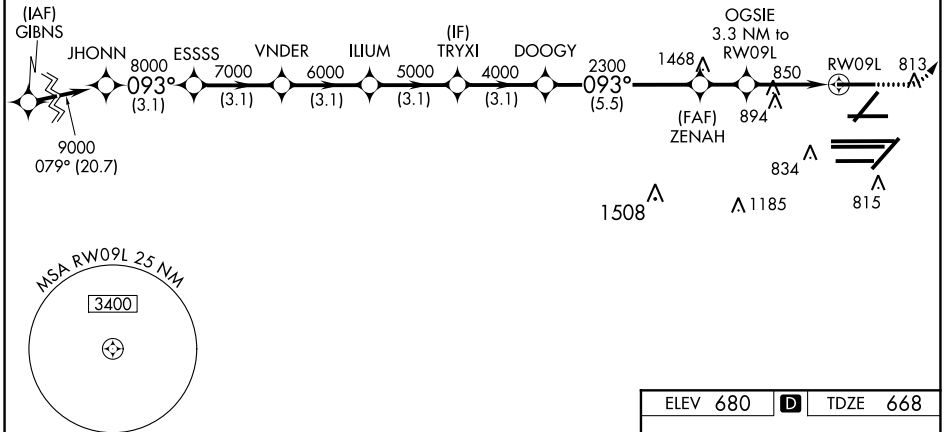 (IAF)
GIBNS
JHONN
8000
093°
(3.1)
ESSSS
7000
(3.1)
VNDER
6000
(3.1)
ILIUM
5000
(3.1)
(IF)
TRYXI
4000
(3.1)
DOOGY
2300
093°
(5.5)
1468
OGSIE
3.3 NM to
RW09L
850
RW09L
813
9000
079° (20.7)
(FAF)
ZENAH
894
834
815
1508
1185
MSA RW09L 25 NM
3400
ELEV 680 D TDZE 668